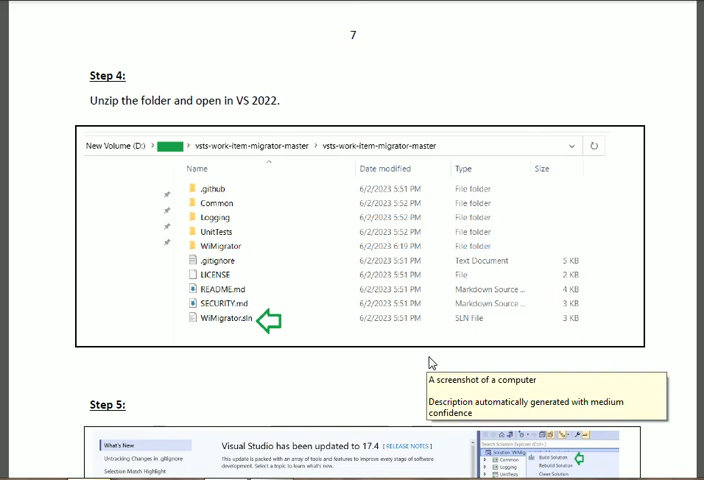 7
Step 4:
Unzip the folder and open in VS 2022.
New Volume (D:) > > vsts-work-item-migrator-master > vsts-work-item-migrator-master
Name Date modified Type Size
.github 6/2/2023 5:51 PM File folder
Common 6/2/2023 5:52 PM File folder
Logging 6/2/2023 5:52 PM File folder
UnitTests 6/2/2023 5:52 PM File folder
WiMigrator 6/2/2023 6:19 PM File folder
.gitignore 6/2/2023 5:51 PM Text Document 5 KB
LICENSE 6/2/2023 5:51 PM File 2 KB
README.md 6/2/2023 5:51 PM Markdown Source ... 4 KB
SECURITY.md 6/2/2023 5:51 PM Markdown Source ... 3 KB
WiMigrator.sln 6/2/2023 5:51 PM SLN File 3 KB
A screenshot of a computer
Description automatically generated with medium
confidence
Step 5:
What's New Visual Studio has been updated to 17.4 [ RELEASE NOTES ]
Search Solution Explorer (Ctrl+;)
Untracking Changes in .gitignore This update is packed with an array of tools and features to improve every stage of software
development. Select a topic to learn what's new.
Selection Match Highlight
Solution Build Solution
Common Rebuild Solution
Logging Clean Solution
UnitTests